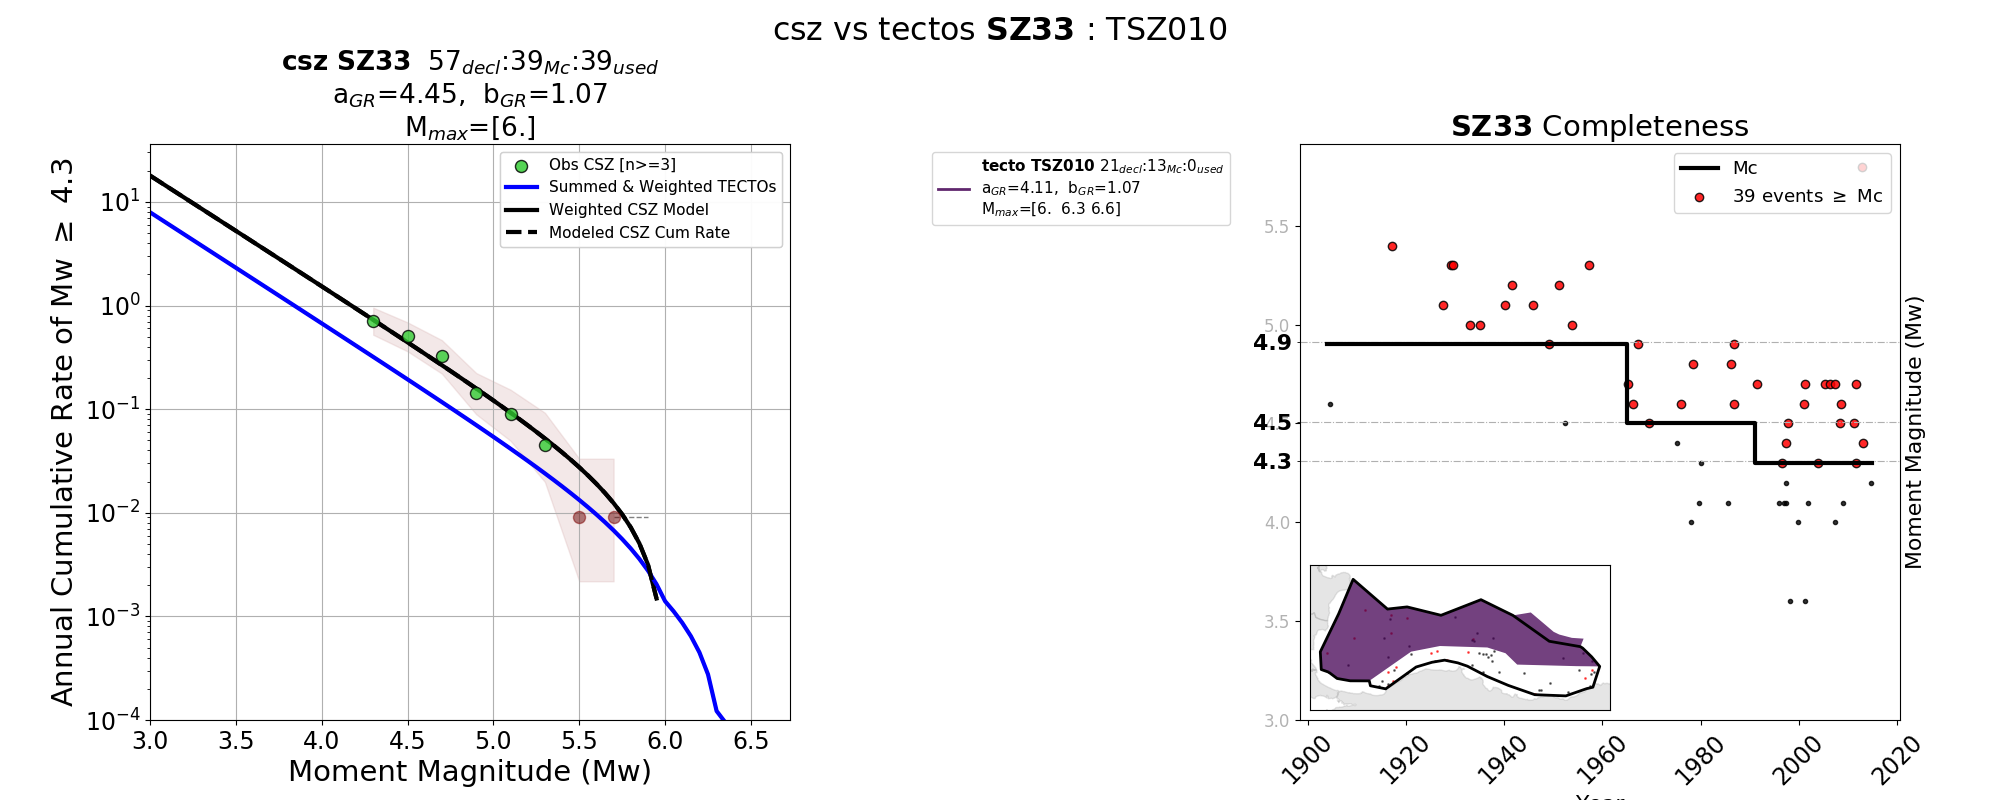 csz vs tectos SZ33 : TSZ010
csz SZ33 57decl:39Mc:39used
aGR=4.45, bGR=1.07
Mmax=[6.]
Annual Cumulative Rate of Mw ≥ 4.3
10¹
10⁰
10⁻¹
10⁻²
10⁻³
10⁻⁴
Obs CSZ [n>=3]
Summed & Weighted TECTOs
Weighted CSZ Model
Modeled CSZ Cum Rate
3.0 3.5 4.0 4.5 5.0 5.5 6.0 6.5
Moment Magnitude (Mw)
tecto TSZ010 21decl:13Mc:0used
aGR=4.11, bGR=1.07
Mmax=[6. 6.3 6.6]
SZ33 Completeness
Mc
39 events ≥ Mc
5.5
5.0
4.9
4.5
4.3
4.0
3.5
3.0
1900 1920 1940 1960 1980 2000 2020
Moment Magnitude (Mw)